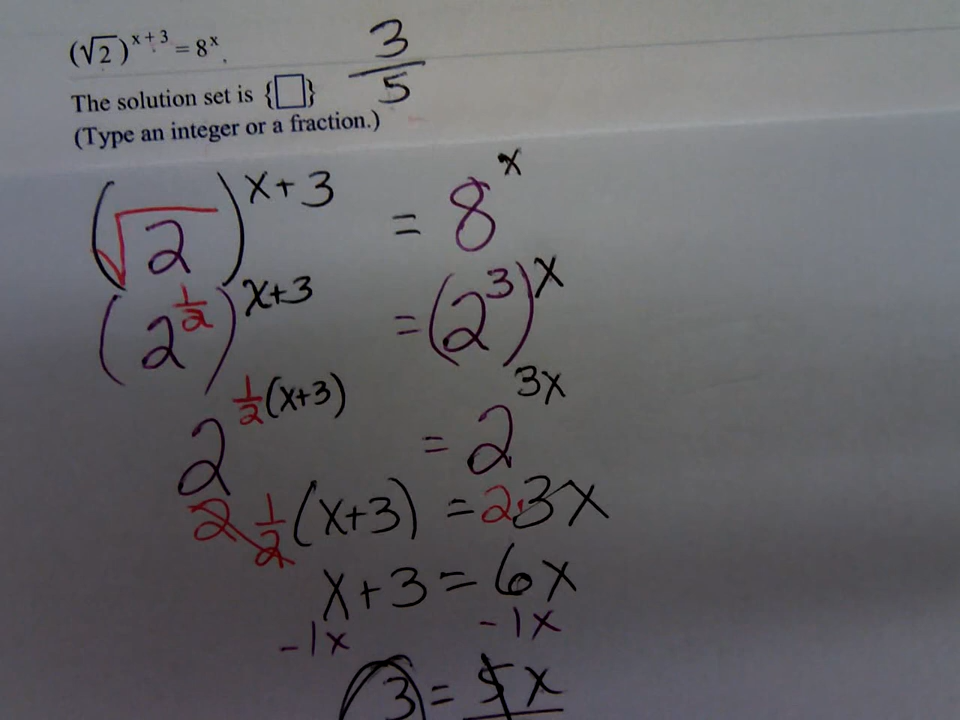 (√2)^(x+3) = 8^x.
3/5
The solution set is {□}
(Type an integer or a fraction.)
(√2)^(x+3) = 8^x
(2^(1/2))^(x+3) = (2^3)^x
2^(1/2(x+3)) = 2^(3x)
2 1/2(x+3) = 2·3x
x+3 = 6x
-1x -1x
3 = 5x